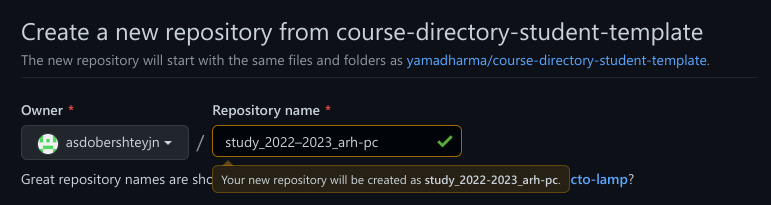 Create a new repository from course-directory-student-template
The new repository will start with the same files and folders as yamadharma/course-directory-student-template.
Owner * Repository name *
asdobershteyjn / study_2022–2023_arh-pc
Your new repository will be created as study_2022-2023_arh-pc.
Great repository names are sho cto-lamp?